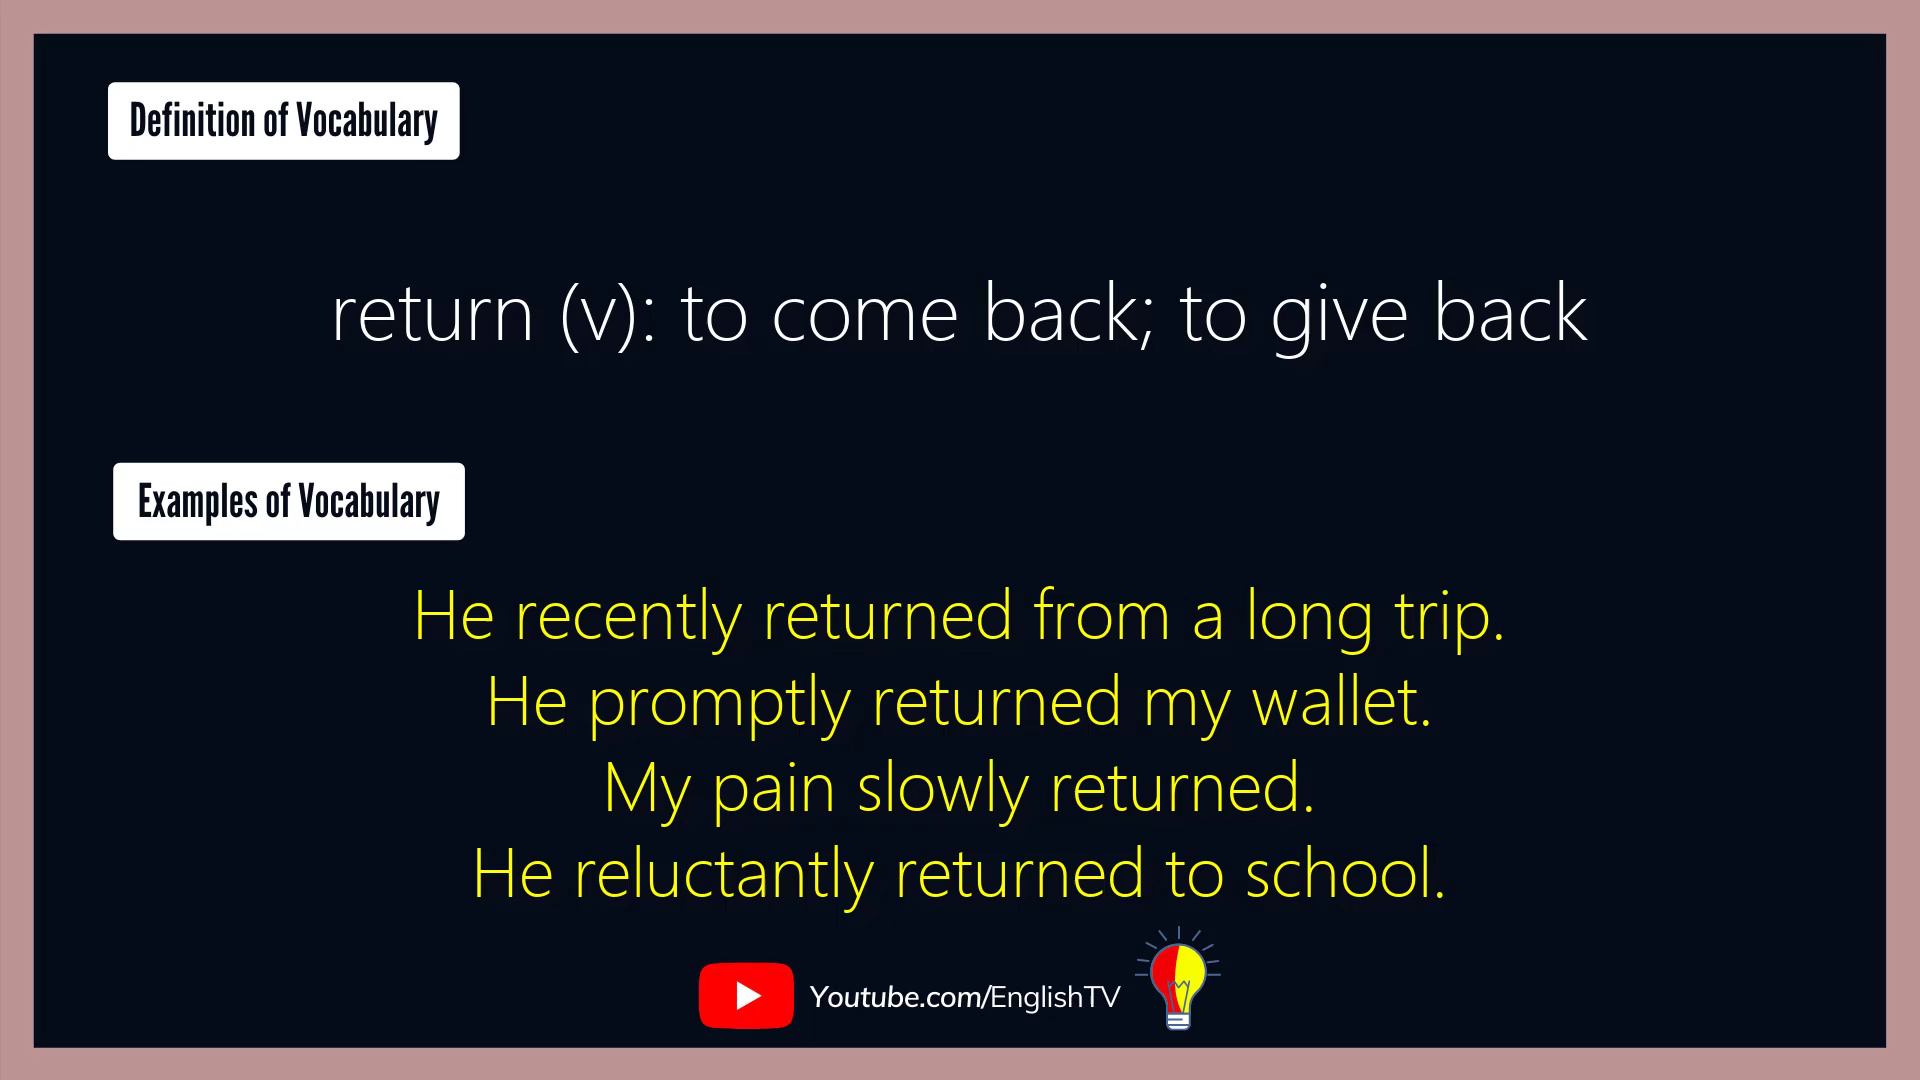 Definition of Vocabulary
return (v): to come back; to give back
Examples of Vocabulary
He recently returned from a long trip.
He promptly returned my wallet.
My pain slowly returned.
He reluctantly returned to school.
Youtube.com/EnglishTV